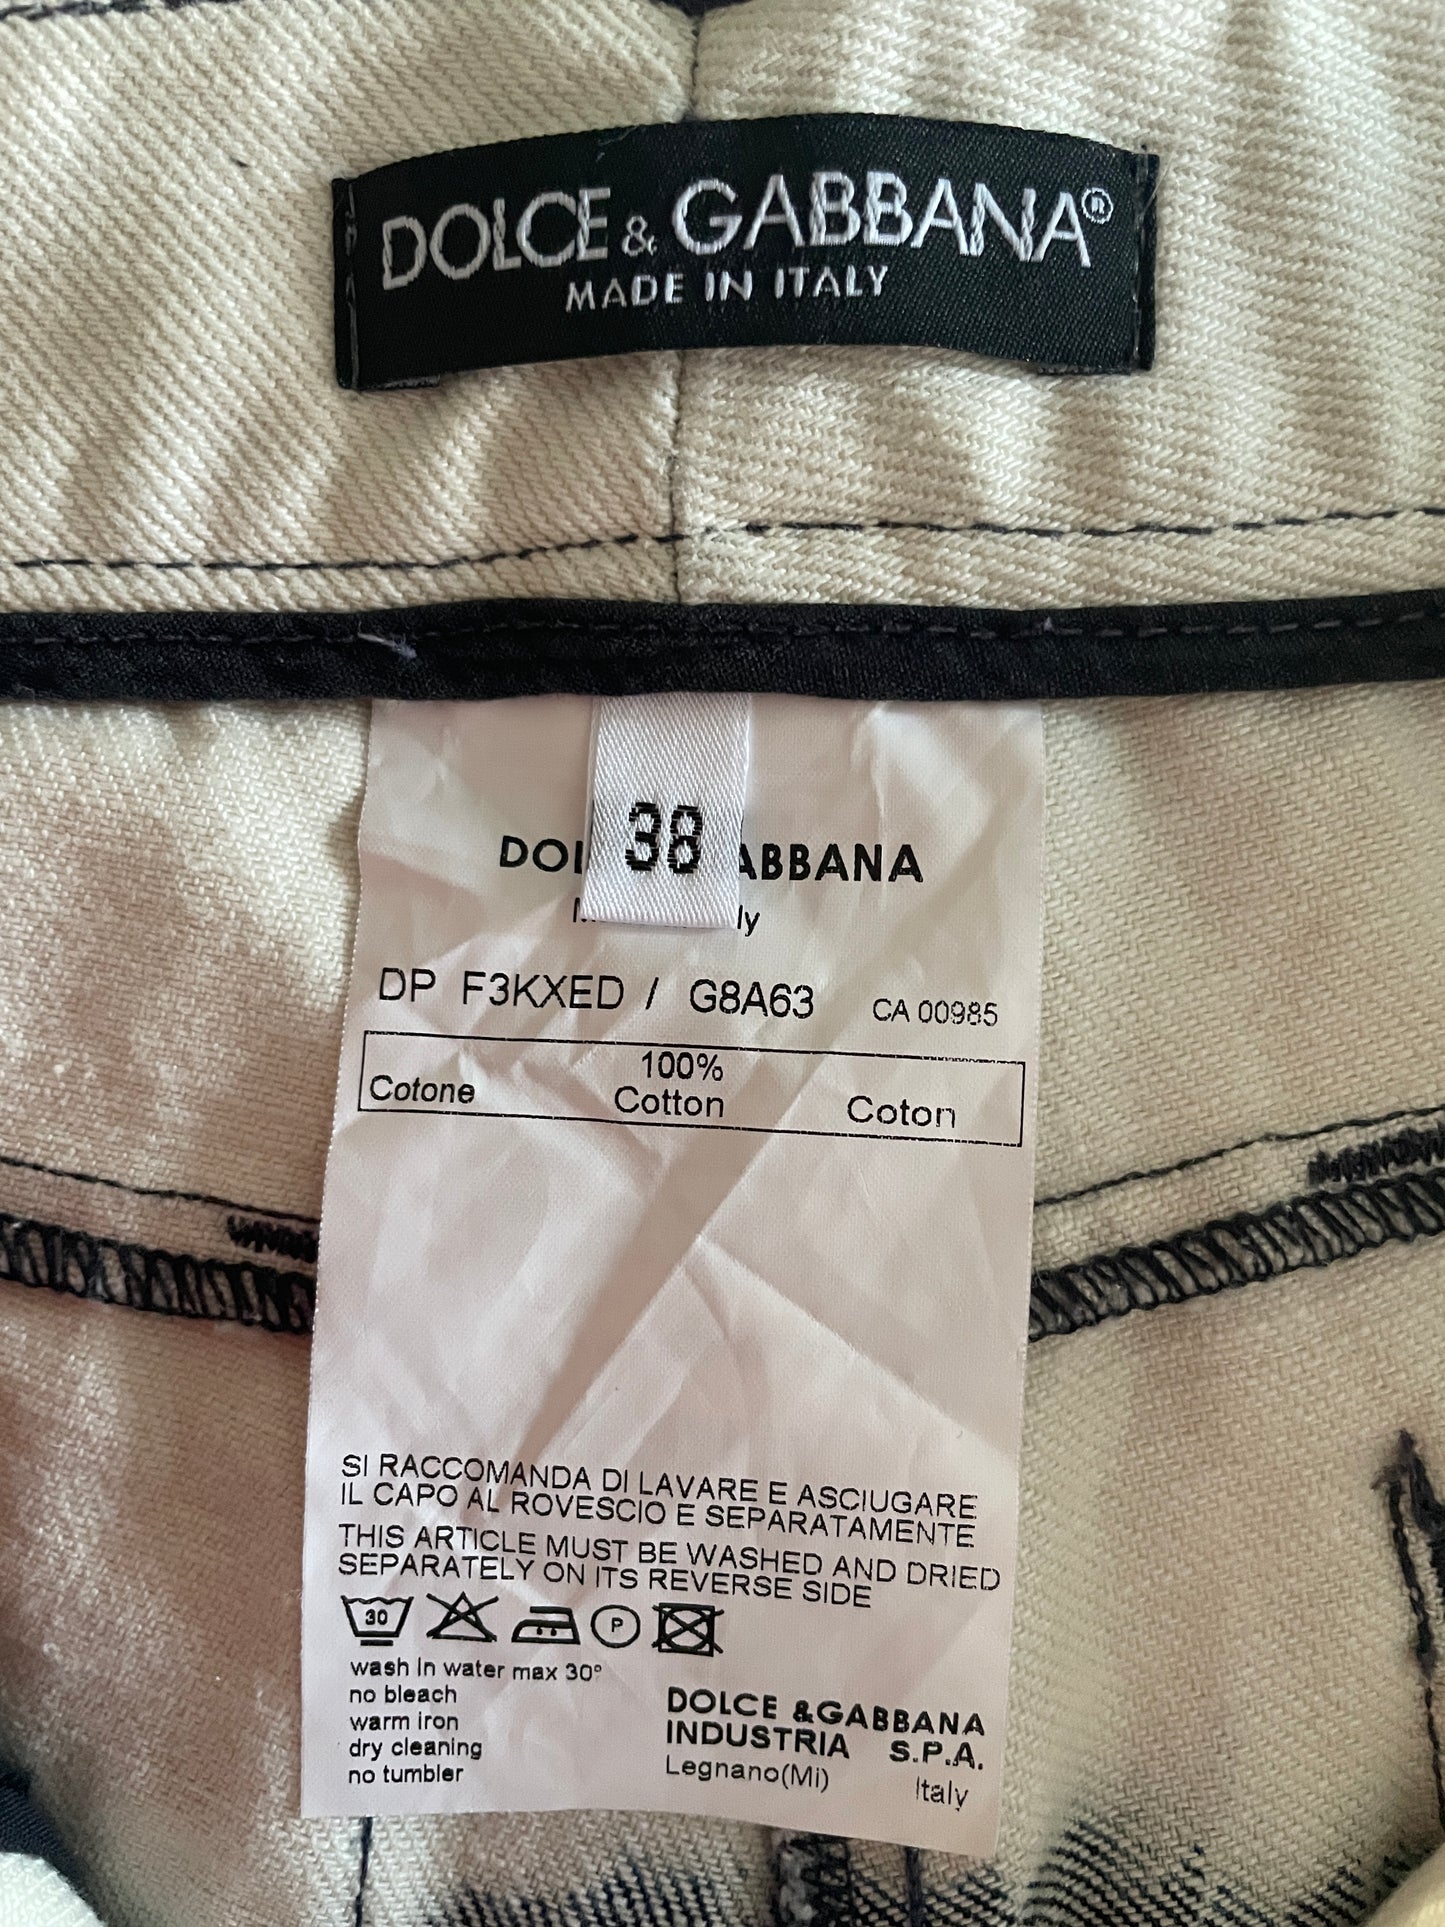 DOLCE & GABBANA®
MADE IN ITALY
38
ABBANA
DP F3KXED / G8A63 CA 00985
100%
Cotone Cotton Coton
SI RACCOMANDA DI LAVARE E ASCIUGARE
IL CAPO AL ROVESCIO E SEPARATAMENTE
THIS ARTICLE MUST BE WASHED AND DRIED
SEPARATELY ON ITS REVERSE SIDE
30 P
wash in water max 30°
no bleach
warm iron
dry cleaning
no tumbler
DOLCE &GABBANA
INDUSTRIA S.P.A.
Legnano(Mi)
Italy